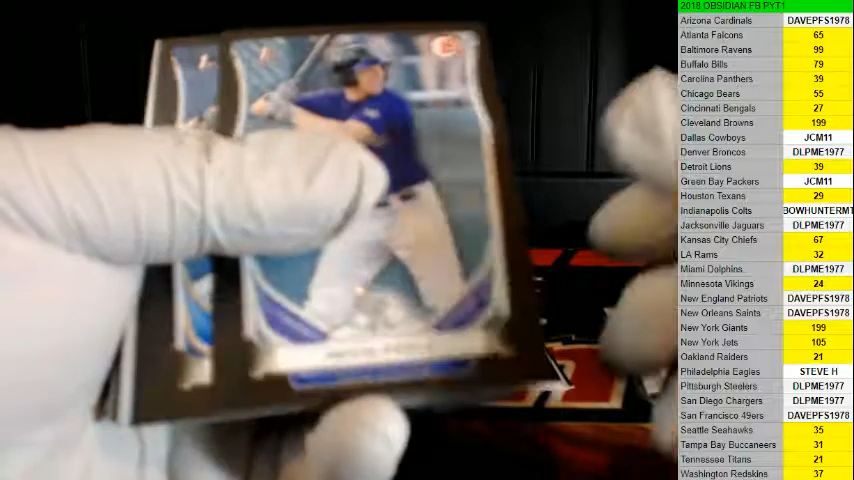 2018 OBSIDIAN FB PYT1
Arizona Cardinals DAVEPFS1978
Atlanta Falcons 65
Baltimore Ravens 99
Buffalo Bills 79
Carolina Panthers 39
Chicago Bears 55
Cincinnati Bengals 27
Cleveland Browns 199
Dallas Cowboys JCM11
Denver Broncos DLPME1977
Detroit Lions 39
Green Bay Packers JCM11
Houston Texans 29
Indianapolis Colts BOWHUNTERMT
Jacksonville Jaguars DLPME1977
Kansas City Chiefs 67
LA Rams 32
Miami Dolphins DLPME1977
Minnesota Vikings 24
New England Patriots DAVEPFS1978
New Orleans Saints DAVEPFS1978
New York Giants 199
New York Jets 105
Oakland Raiders 21
Philadelphia Eagles STEVE H
Pittsburgh Steelers DLPME1977
San Diego Chargers DLPME1977
San Francisco 49ers DAVEPFS1978
Seattle Seahawks 35
Tampa Bay Buccaneers 31
Tennessee Titans 21
Washington Redskins 37